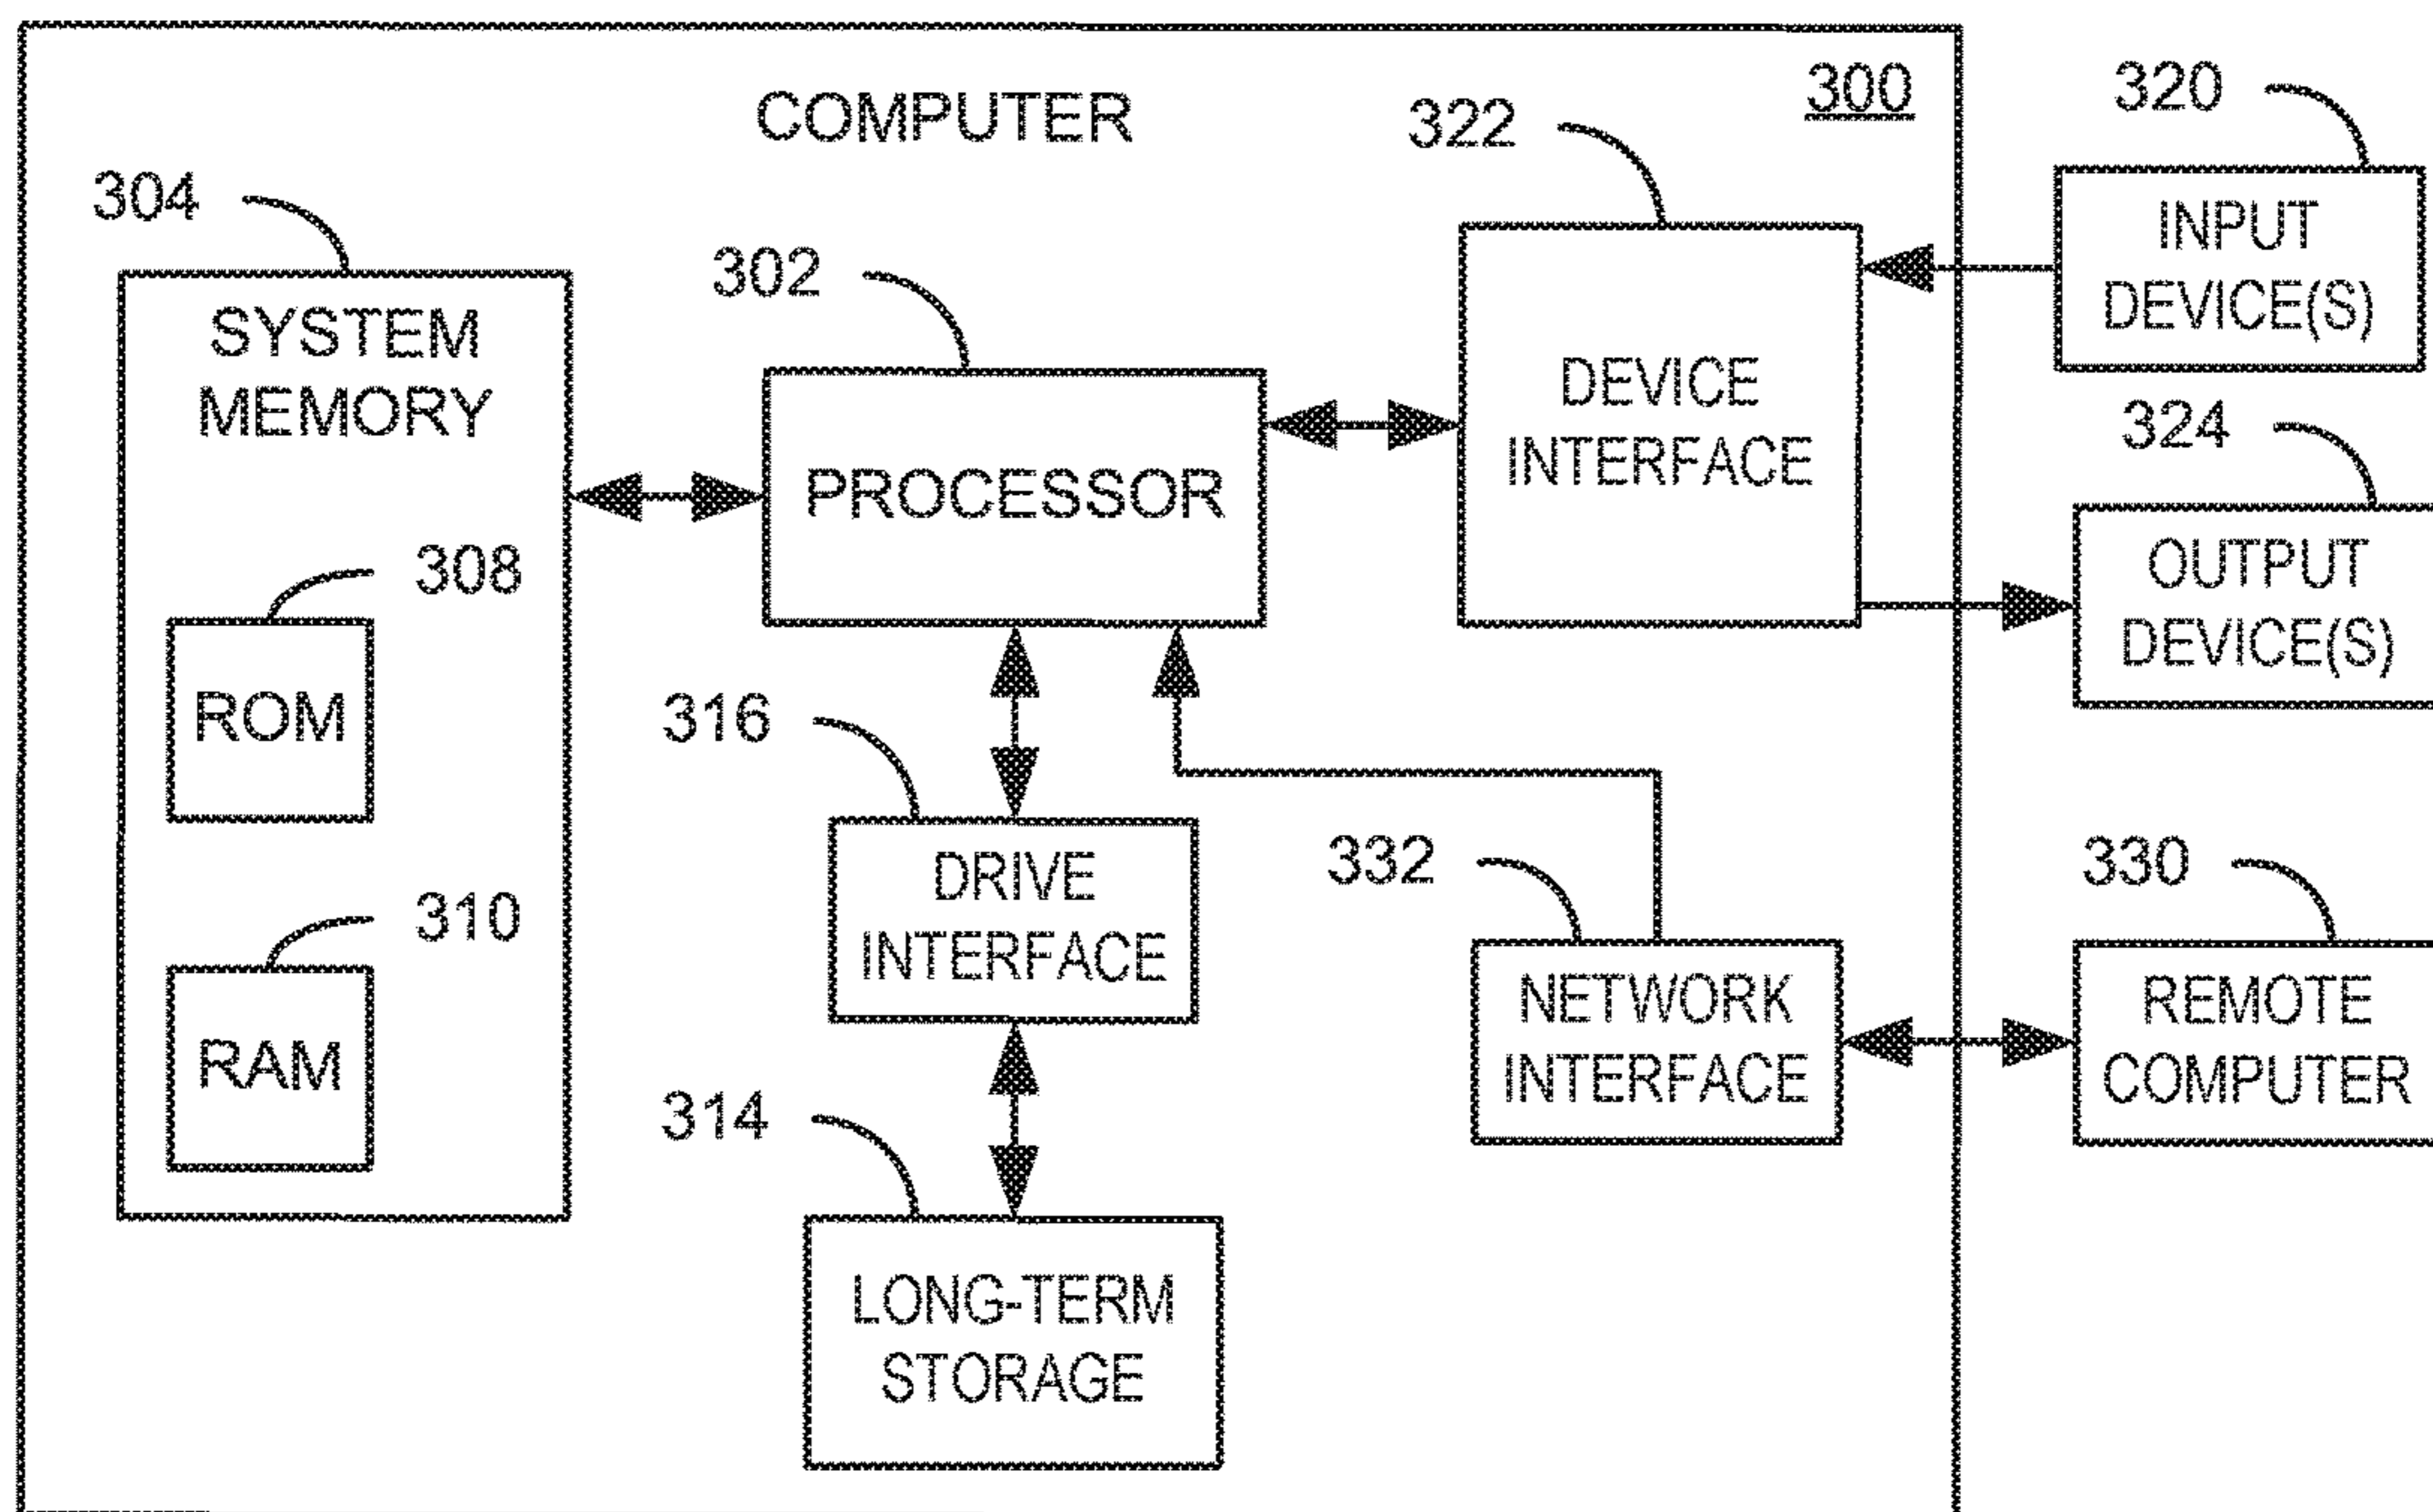 COMPUTER
300
304
SYSTEM
MEMORY
308
ROM
310
RAM
302
PROCESSOR
322
DEVICE
INTERFACE
320
INPUT
DEVICE(S)
324
OUTPUT
DEVICE(S)
316
DRIVE
INTERFACE
314
LONG-TERM
STORAGE
332
NETWORK
INTERFACE
330
REMOTE
COMPUTER